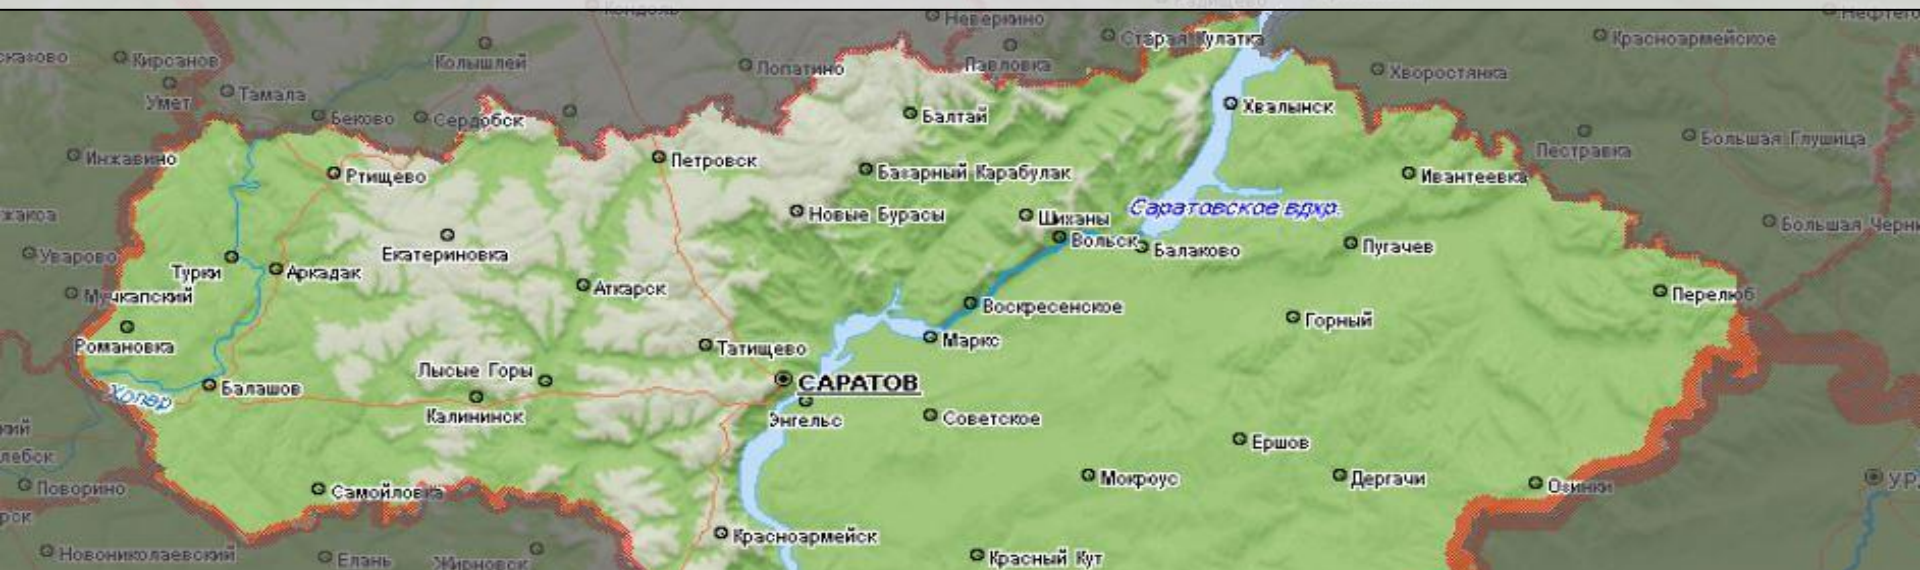 Неверкино
Старая Кулатка
Красноармейское
Кирсанов
Колышлей
Лопатино
Павловка
Хворостянка
Умет
Тамала
Беково
Сердобск
Балтай
Хвалынск
Инжавино
Петровск
Пестравка
Большая Глушица
Ртищево
Базарный Карабулак
Ивантеевка
Новые Бурасы
Шиханы
Саратовское вдхр.
Уварово
Екатериновка
Вольск
Балаково
Пугачев
Турки
Аркадак
Мучкапский
Аткарск
Воскресенское
Перелюб
Романовка
Татищево
Маркс
Горный
Лысые Горы
САРАТОВ
Хопер
Балашов
Калининск
Энгельс
Советское
Ершов
Поворино
Самойловка
Мокроус
Дергачи
Озинки
Красноармейск
Новониколаевский
Елань
Жирновск
Красный Кут